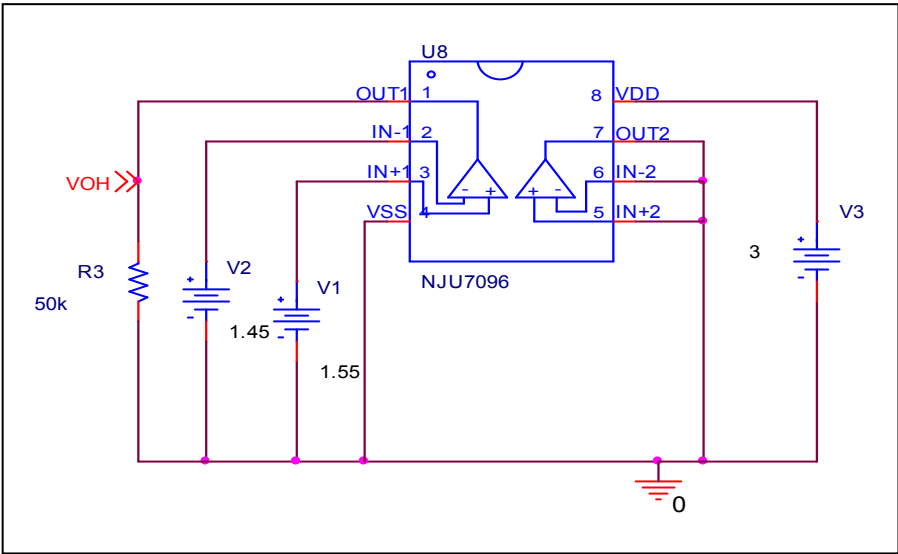 U8
OUT1 1 8 VDD
IN-1 2 7 OUT2
IN+1 3 6 IN-2
VSS 4 5 IN+2
- + + -
VOH
V3
+
3
-
R3
50k
V2
+
-
1.45
V1
+
-
1.55
NJU7096
0